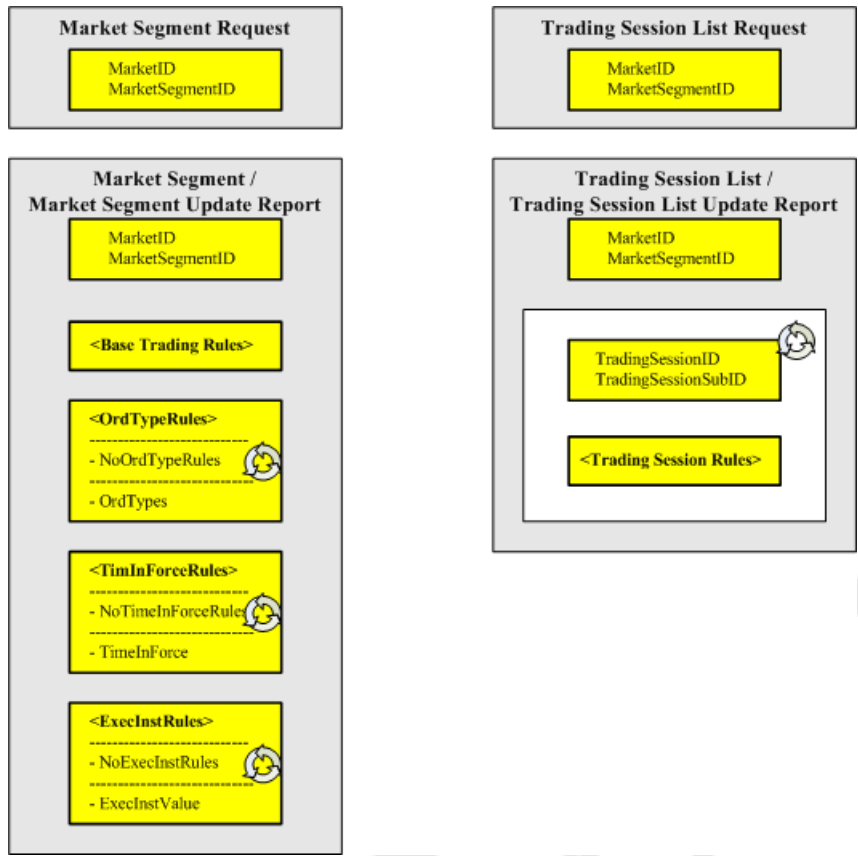 Market Segment Request
MarketID
MarketSegmentID
Trading Session List Request
MarketID
MarketSegmentID
Market Segment /
Market Segment Update Report
MarketID
MarketSegmentID
<Base Trading Rules>
<OrdTypeRules>
- NoOrdTypeRules
- OrdTypes
<TimInForceRules>
- NoTimeInForceRules
- TimeInForce
<ExecInstRules>
- NoExecInstRules
- ExecInstValue
Trading Session List /
Trading Session List Update Report
MarketID
MarketSegmentID
TradingSessionID
TradingSessionSubID
<Trading Session Rules>